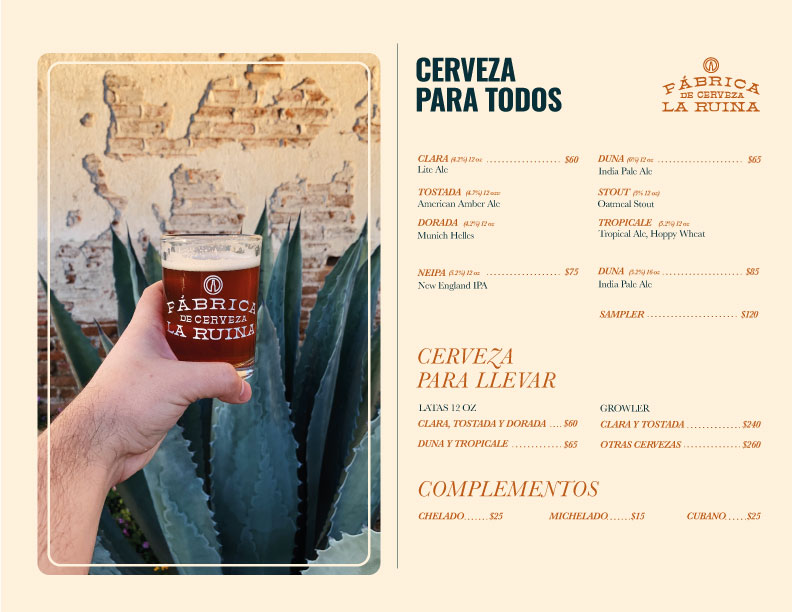 FÁBRICA
DE CERVEZA
LA RUINA
CERVEZA
PARA TODOS
FÁBRICA
DE CERVEZA
LA RUINA
CLARA (4.2%) 12 oz ........................ $60
Lite Ale
TOSTADA (4.7%) 12 ozz
American Amber Ale
DORADA (4.2%) 12 oz
Munich Helles
NEIPA (5.2%) 12 oz ........................ $75
New England IPA
DUNA (6%) 12 oz ........................ $65
India Pale Ale
STOUT (5% 12 oz)
Oatmeal Stout
TROPICALE (5.2%) 12 oz
Tropical Ale, Hoppy Wheat
DUNA (5.2%) 16 oz ........................ $85
India Pale Ale
SAMPLER ........................ $120
CERVEZA
PARA LLEVAR
LATAS 12 OZ
CLARA, TOSTADA Y DORADA .... $60
DUNA Y TROPICALE ............. $65
GROWLER
CLARA Y TOSTADA .............. $240
OTRAS CERVEZAS .............. $260
COMPLEMENTOS
CHELADO ....... $25
MICHELADO ...... $15
CUBANO ..... $25